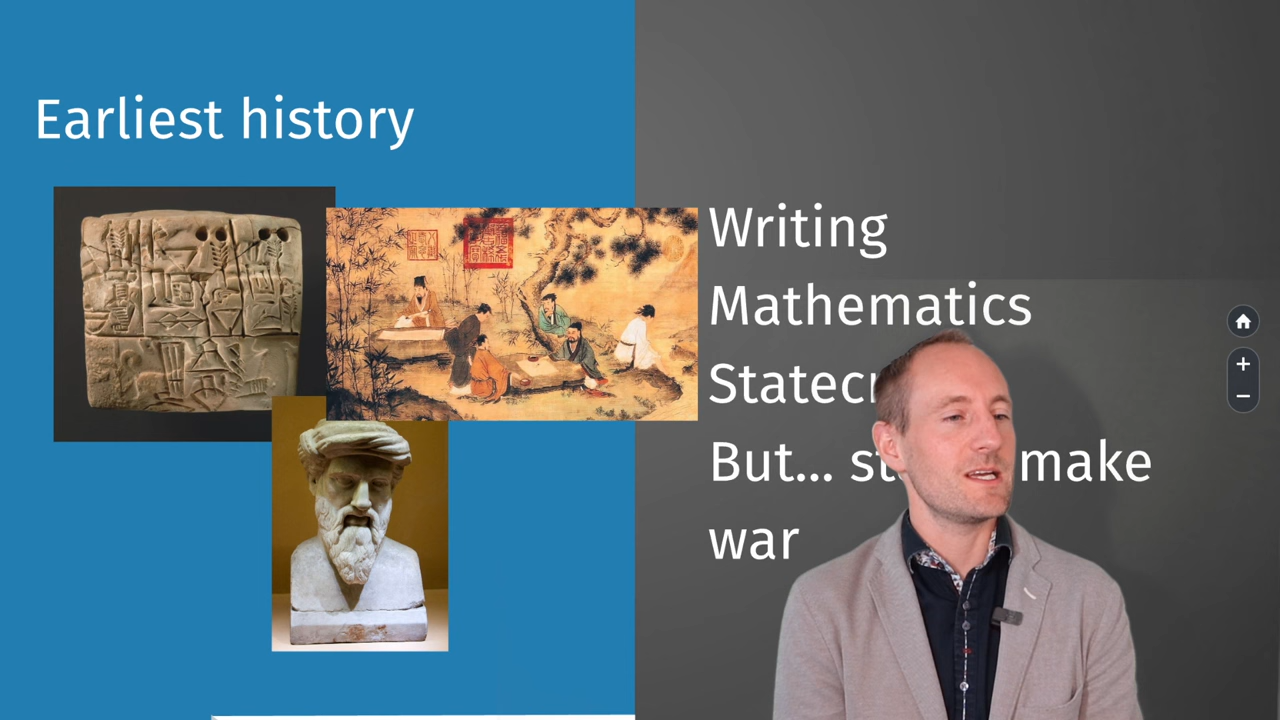 Earliest history
Writing
Mathematics
But... make
war